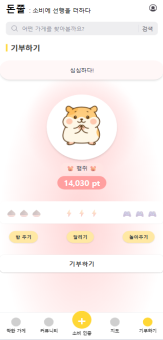 돈쭐 : 소비에 선행을 더하다
어떤 가게를 찾아볼까요? 검색
기부하기
심심하다!
햄쥐
14,030 pt
밥 주기 말하기 놀아주기
기부하기
착한 가게 커뮤니티 소비 인증 지도 기부하기